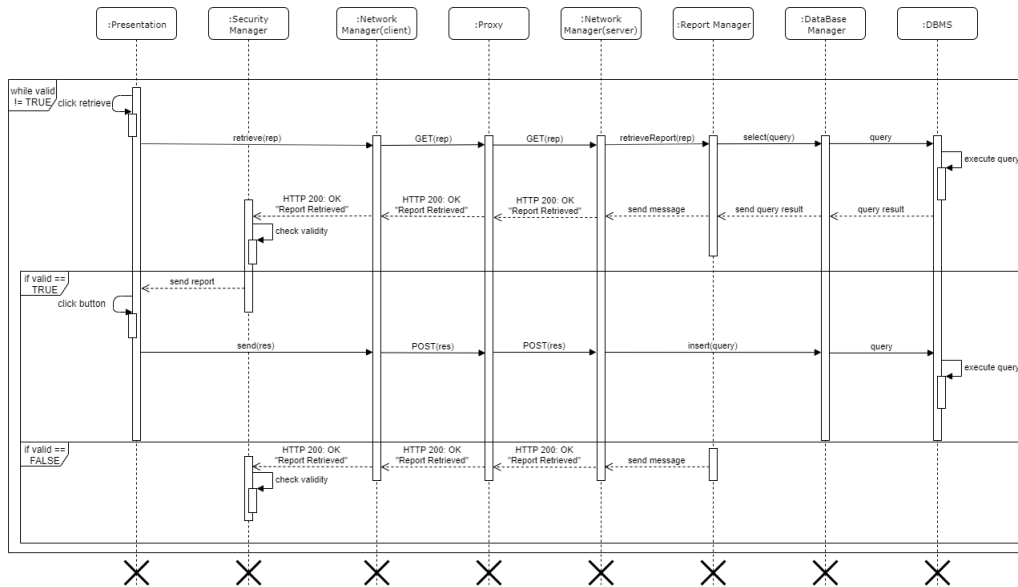 :Presentation
:Security
Manager
:Network
Manager(client)
:Proxy
:Network
Manager(server)
:Report Manager
:DataBase
Manager
:DBMS
while valid
!= TRUE
click retrieve
retrieve(rep)
GET(rep)
GET(rep)
retrieveReport(rep)
select(query)
query
execute query
HTTP 200: OK
"Report Retrieved"
HTTP 200: OK
"Report Retrieved"
HTTP 200: OK
"Report Retrieved"
send message
send query result
query result
check validity
if valid ==
TRUE
send report
click button
send(res)
POST(res)
POST(res)
insert(query)
query
execute query
if valid ==
FALSE
HTTP 200: OK
"Report Retrieved"
HTTP 200: OK
"Report Retrieved"
HTTP 200: OK
"Report Retrieved"
send message
check validity